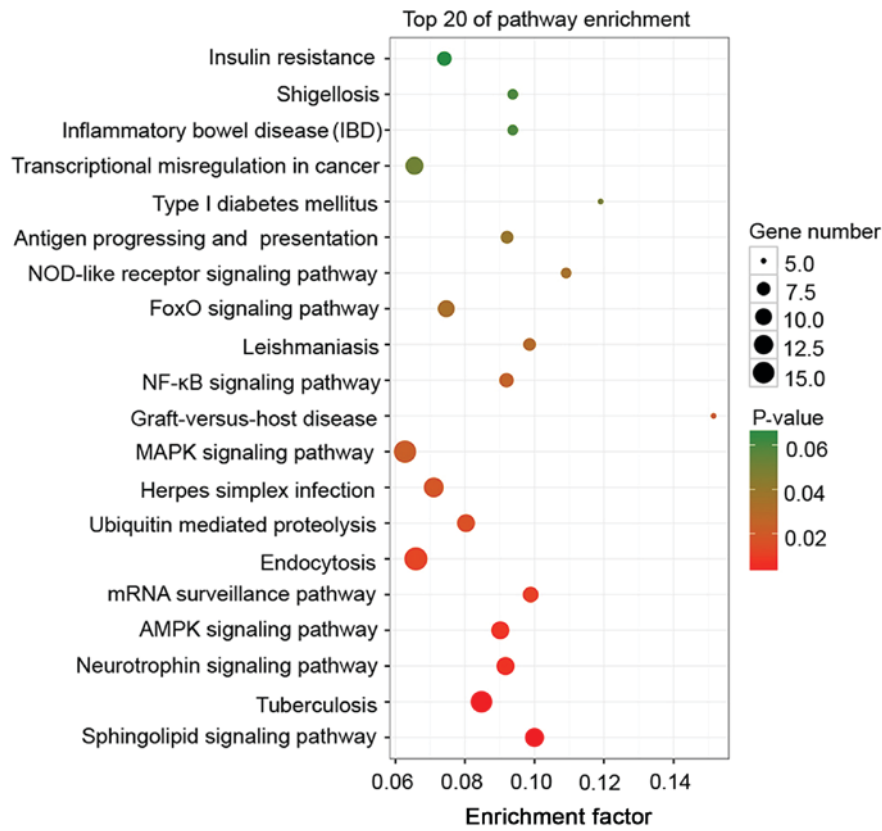 Top 20 of pathway enrichment
Insulin resistance
Shigellosis
Inflammatory bowel disease (IBD)
Transcriptional misregulation in cancer
Type I diabetes mellitus
Antigen progressing and presentation
NOD-like receptor signaling pathway
FoxO signaling pathway
Leishmaniasis
NF-κB signaling pathway
Graft-versus-host disease
MAPK signaling pathway
Herpes simplex infection
Ubiquitin mediated proteolysis
Endocytosis
mRNA surveillance pathway
AMPK signaling pathway
Neurotrophin signaling pathway
Tuberculosis
Sphingolipid signaling pathway
0.06 0.08 0.10 0.12 0.14
Enrichment factor
Gene number
5.0
7.5
10.0
12.5
15.0
P-value
0.06
0.04
0.02